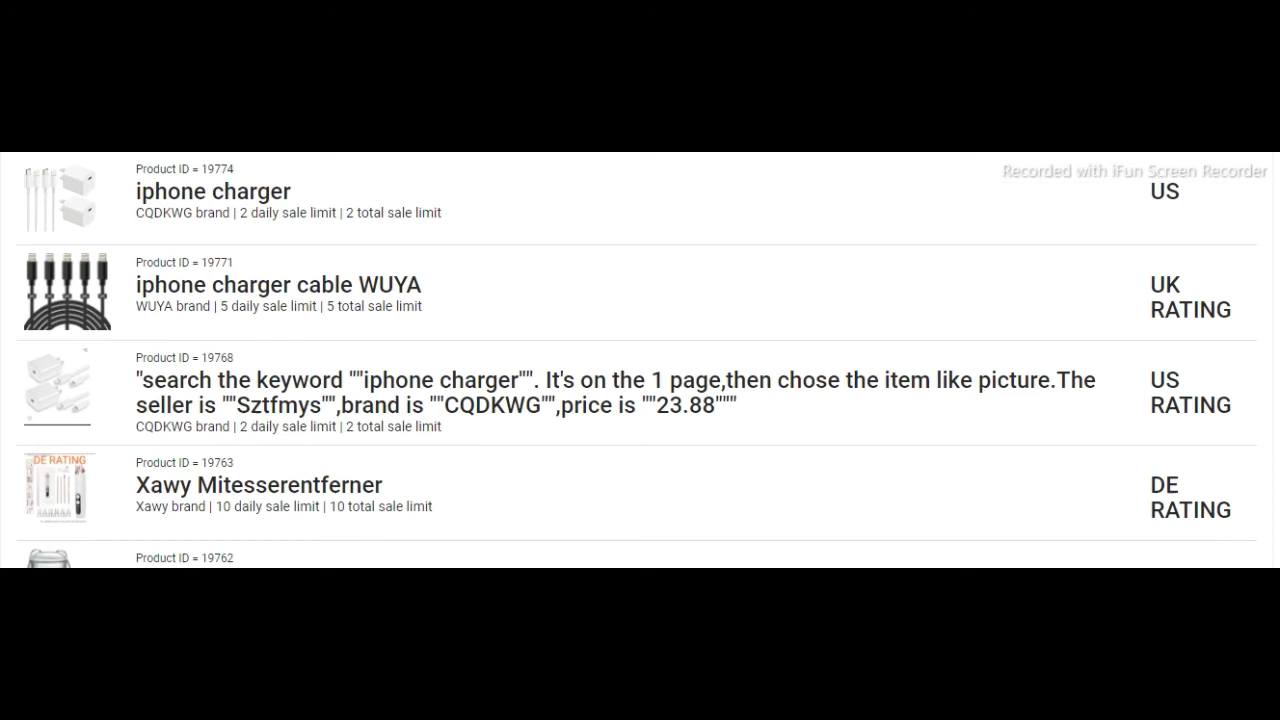 Recorded with iFun Screen Recorder
Product ID = 19774
iphone charger
CQDKWG brand | 2 daily sale limit | 2 total sale limit
US
Product ID = 19771
iphone charger cable WUYA
WUYA brand | 5 daily sale limit | 5 total sale limit
UK
RATING
Product ID = 19768
"search the keyword ""iphone charger"". It's on the 1 page,then chose the item like picture.The
seller is ""Sztfmys"",brand is ""CQDKWG"",price is ""23.88"""
CQDKWG brand | 2 daily sale limit | 2 total sale limit
US
RATING
DE RATING
Product ID = 19763
Xawy Mitesserentferner
Xawy brand | 10 daily sale limit | 10 total sale limit
DE
RATING
Product ID = 19762